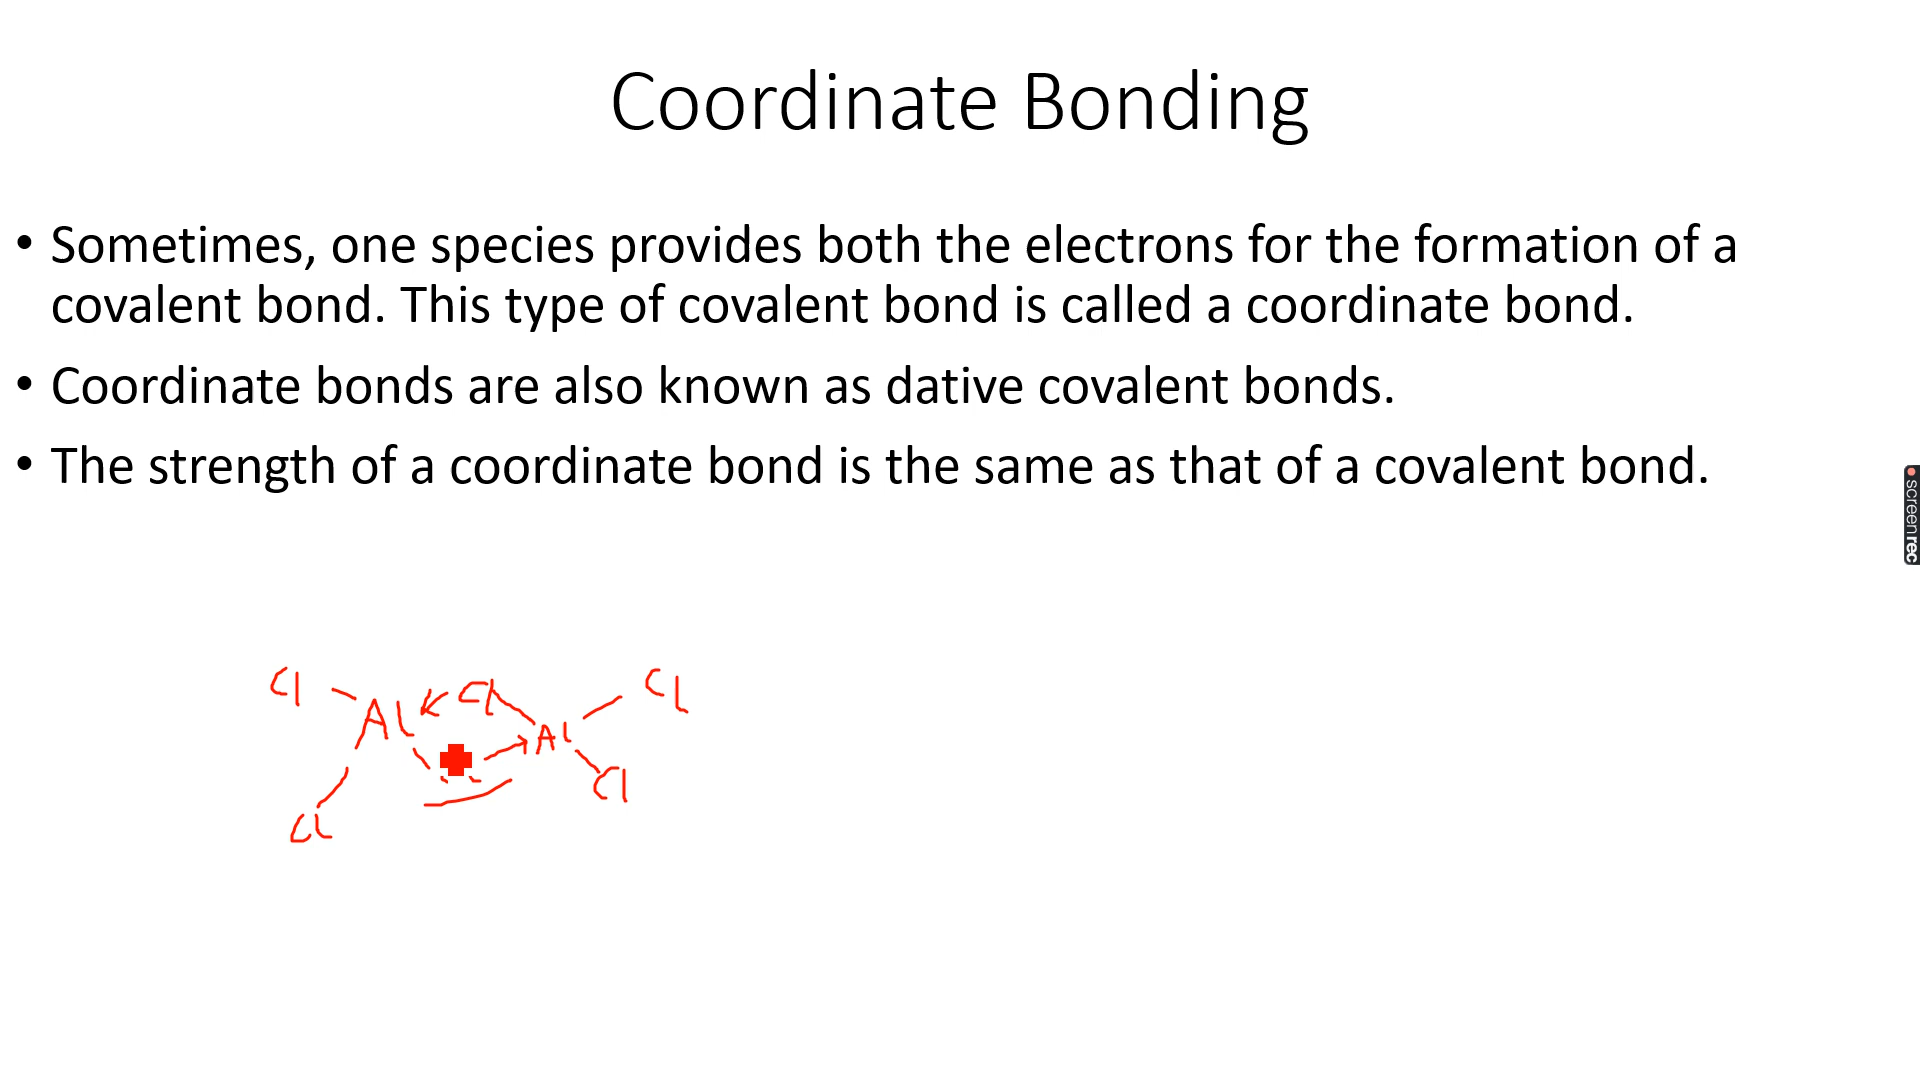 Coordinate Bonding
• Sometimes, one species provides both the electrons for the formation of a
covalent bond. This type of covalent bond is called a coordinate bond.
• Coordinate bonds are also known as dative covalent bonds.
• The strength of a coordinate bond is the same as that of a covalent bond.
screenrec
Cl Al Cl Al Cl
Cl Cl